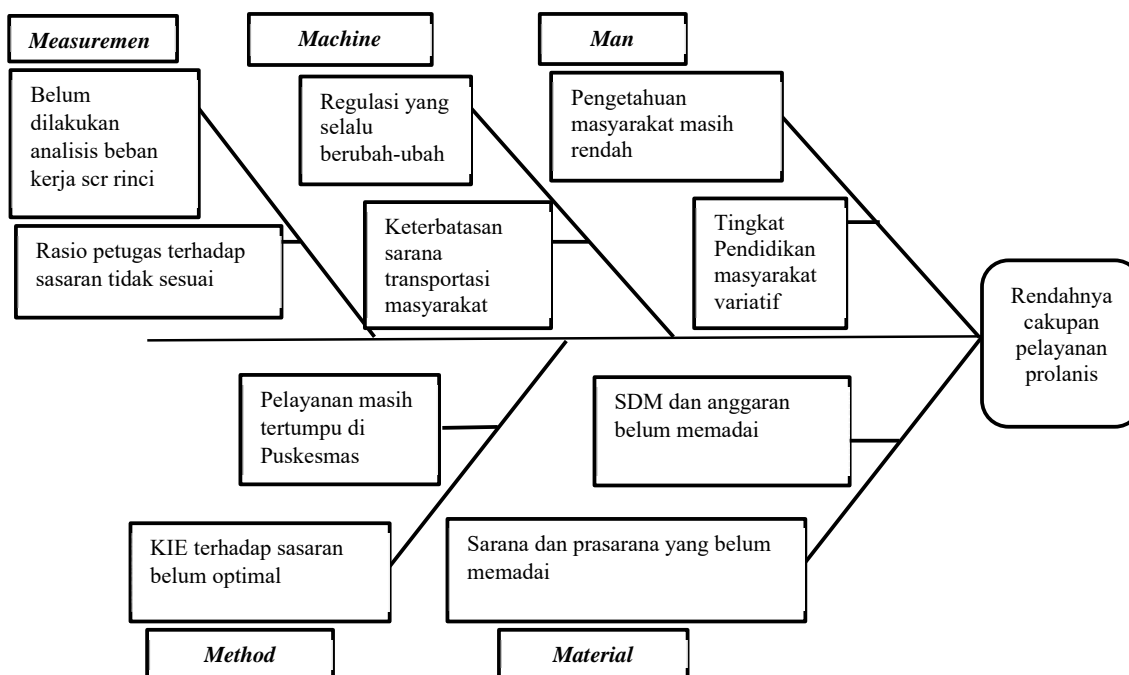 Measuremen
Machine
Man
Belum
dilakukan
analisis beban
kerja scr rinci
Rasio petugas terhadap
sasaran tidak sesuai
Regulasi yang
selalu
berubah-ubah
Keterbatasan
sarana
transportasi
masyarakat
Pengetahuan
masyarakat masih
rendah
Tingkat
Pendidikan
masyarakat
variatif
Rendahnya
cakupan
pelayanan
prolanis
Pelayanan masih
tertumpu di
Puskesmas
KIE terhadap sasaran
belum optimal
SDM dan anggaran
belum memadai
Sarana dan prasarana yang belum
memadai
Method
Material